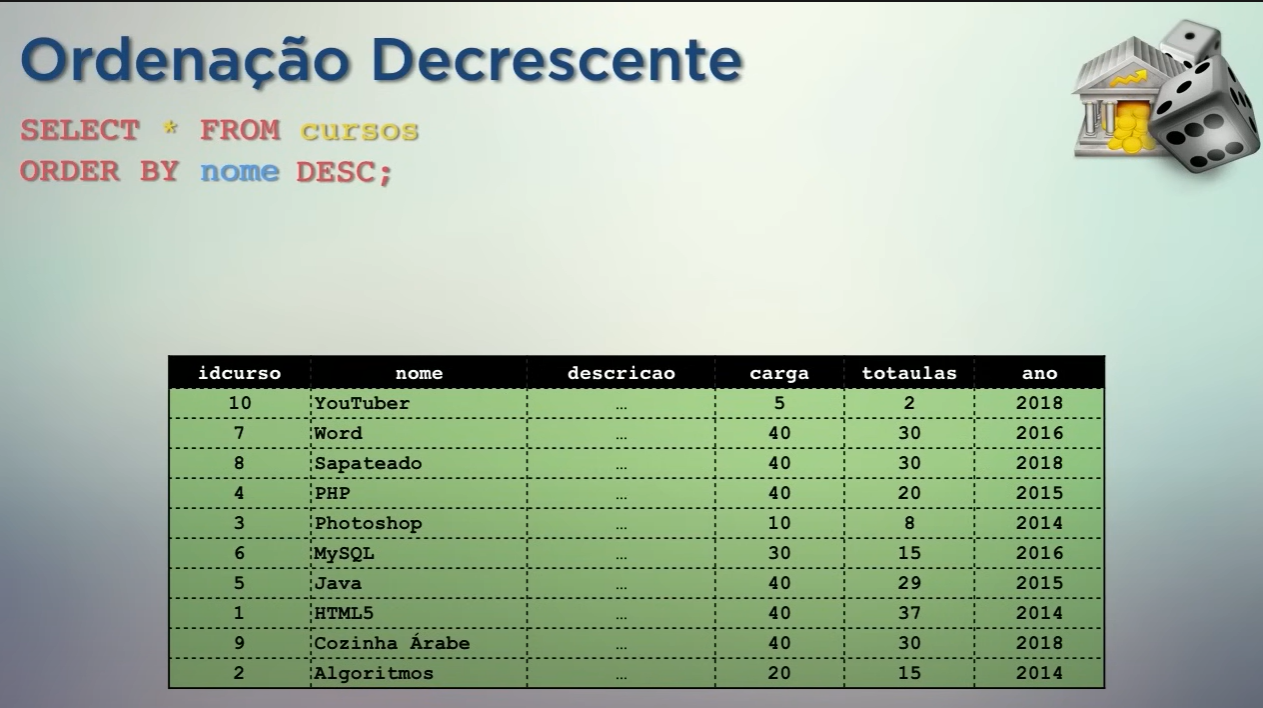 Ordenação Decrescente
SELECT * FROM cursos
ORDER BY nome DESC;
idcurso nome descricao carga totaulas ano
10 YouTuber … 5 2 2018
7 Word … 40 30 2016
8 Sapateado … 40 30 2018
4 PHP … 40 20 2015
3 Photoshop … 10 8 2014
6 MySQL … 30 15 2016
5 Java … 40 29 2015
1 HTML5 … 40 37 2014
9 Cozinha Árabe … 40 30 2018
2 Algoritmos … 20 15 2014